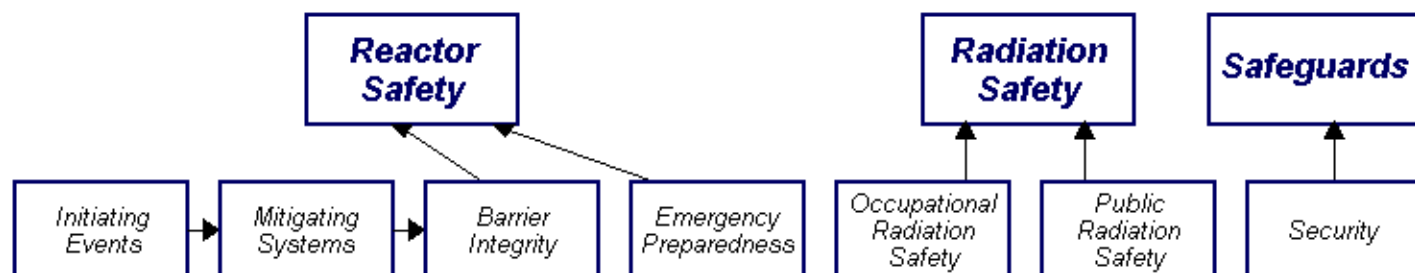 Reactor
Safety
Radiation
Safety
Safeguards
Initiating
Events
Mitigating
Systems
Barrier
Integrity
Emergency
Preparedness
Occupational
Radiation
Safety
Public
Radiation
Safety
Security